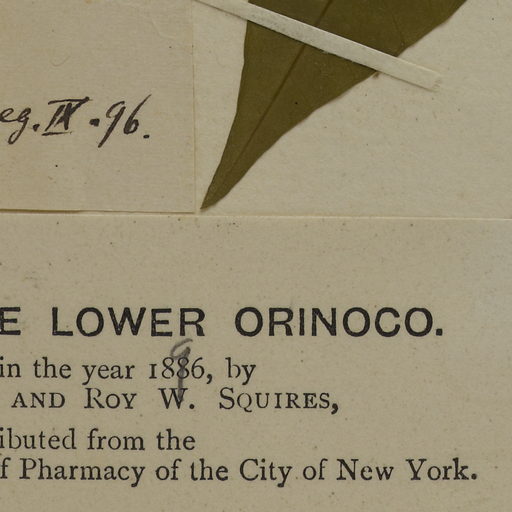 eg. IX. 96.
E LOWER ORINOCO.
in the year 1886, by
9
AND ROY W. SQUIRES,
ibuted from the
f Pharmacy of the City of New York.